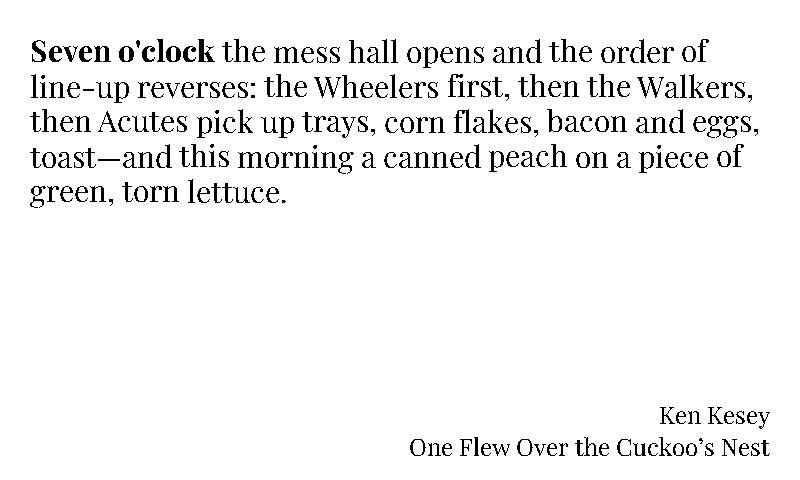 Seven o'clock the mess hall opens and the order of
line-up reverses: the Wheelers first, then the Walkers,
then Acutes pick up trays, corn flakes, bacon and eggs,
toast—and this morning a canned peach on a piece of
green, torn lettuce.
Ken Kesey
One Flew Over the Cuckoo’s Nest